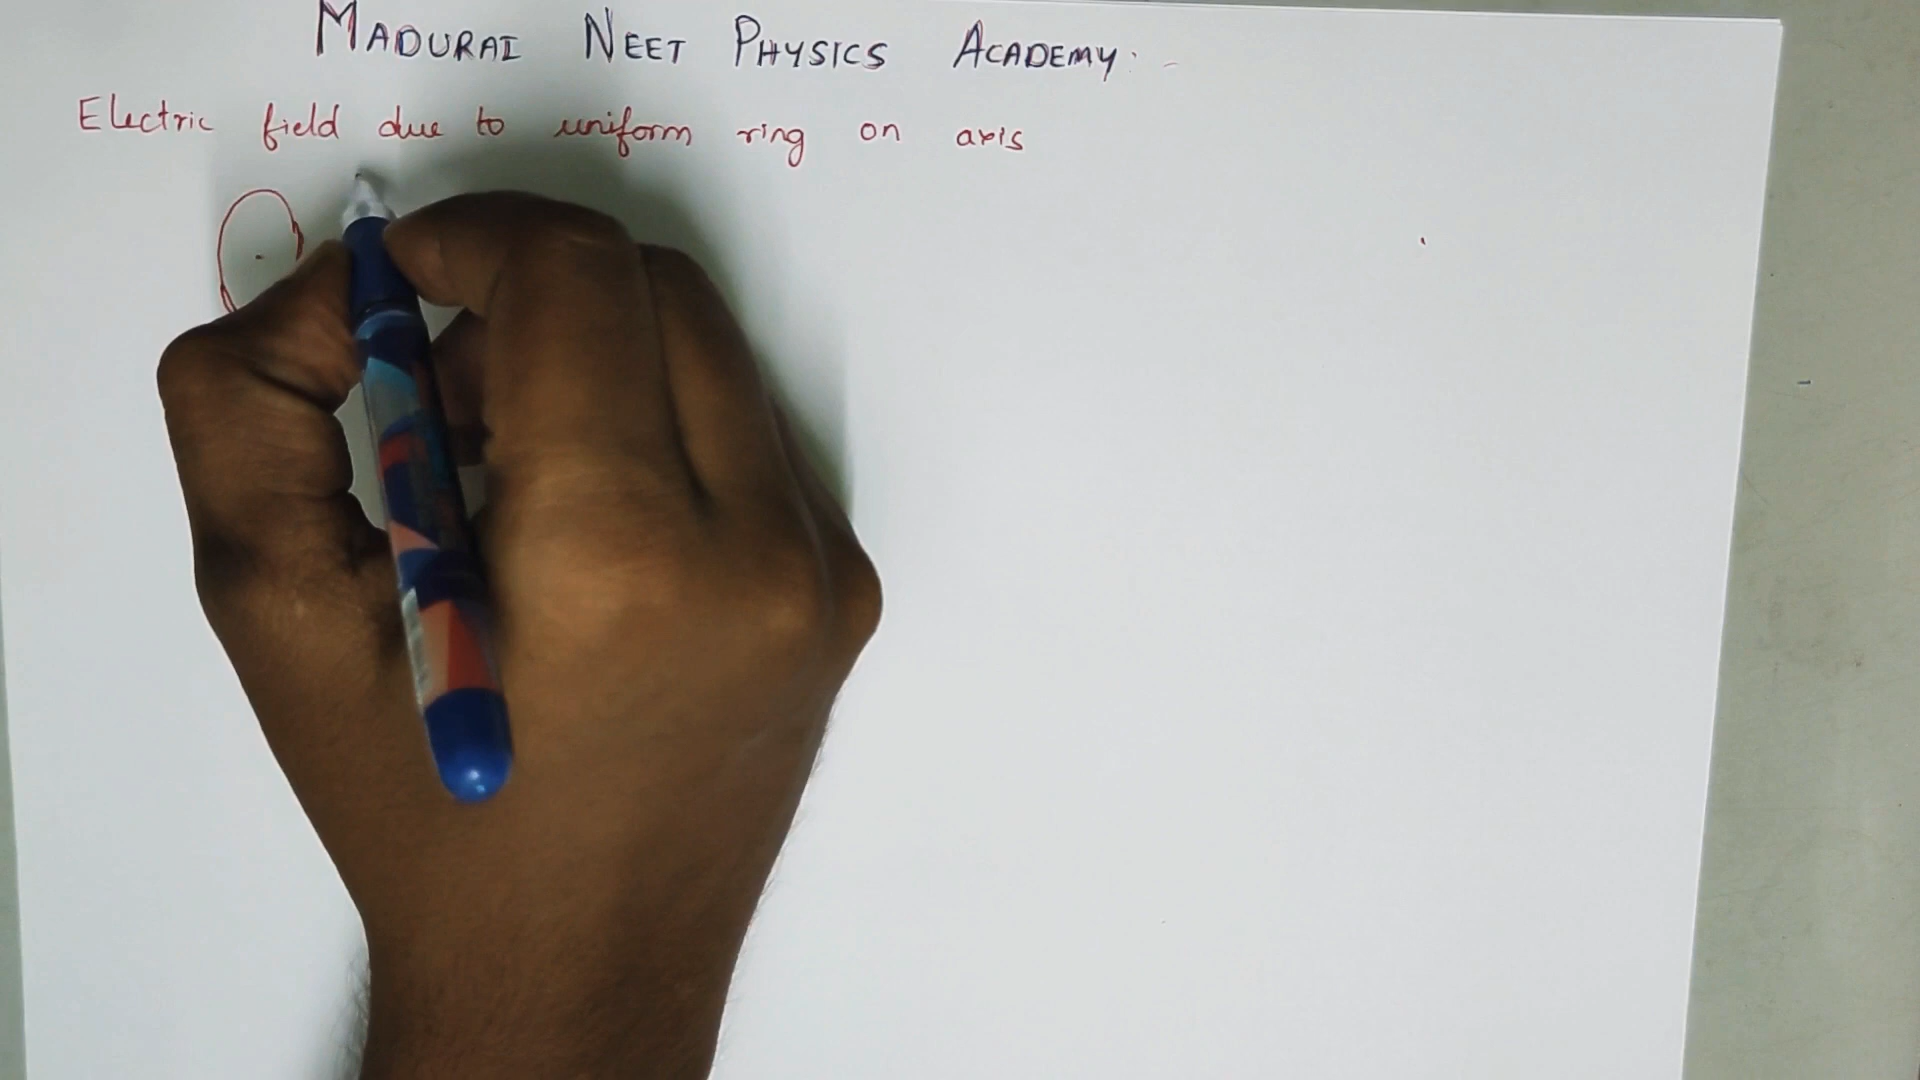 MADURAI NEET PHYSICS ACADEMY.
Electric field due to uniform ring on axis